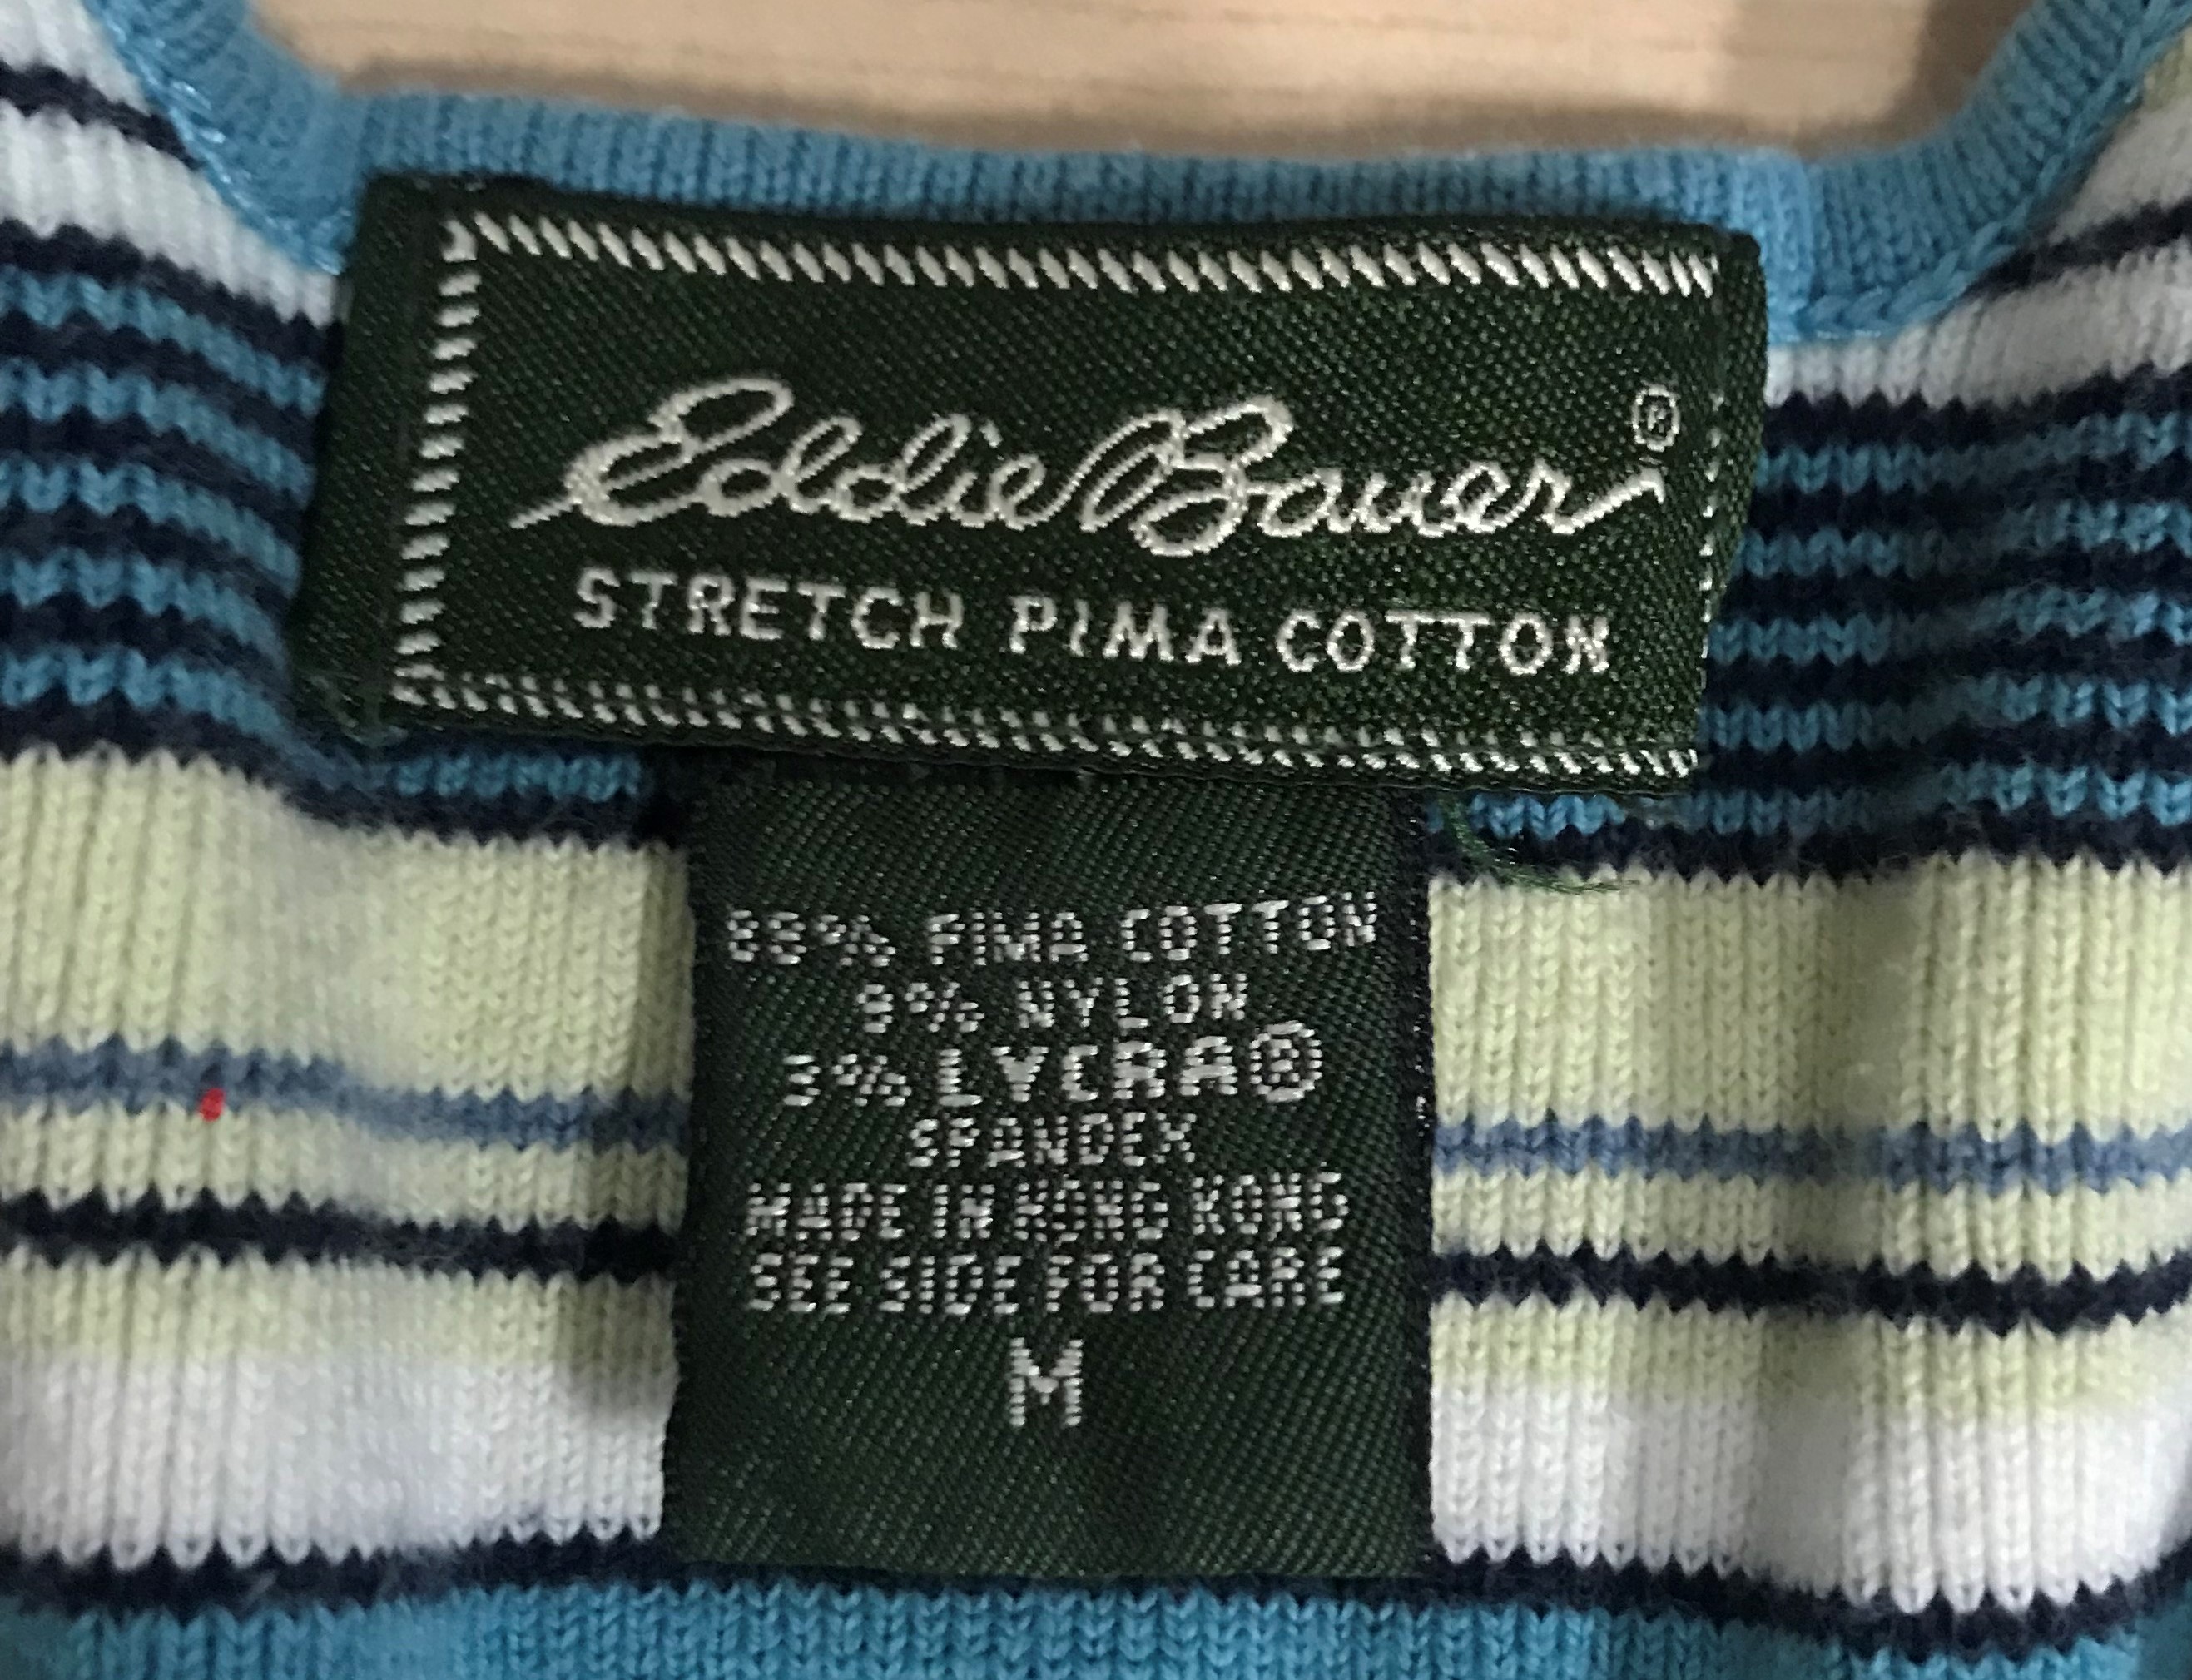 Eddie Bauer®
STRETCH PIMA COTTON
88% PIMA COTTON
9% NYLON
3% LYCRA®
SPANDEX
MADE IN HONG KONG
SEE SIDE FOR CARE
M